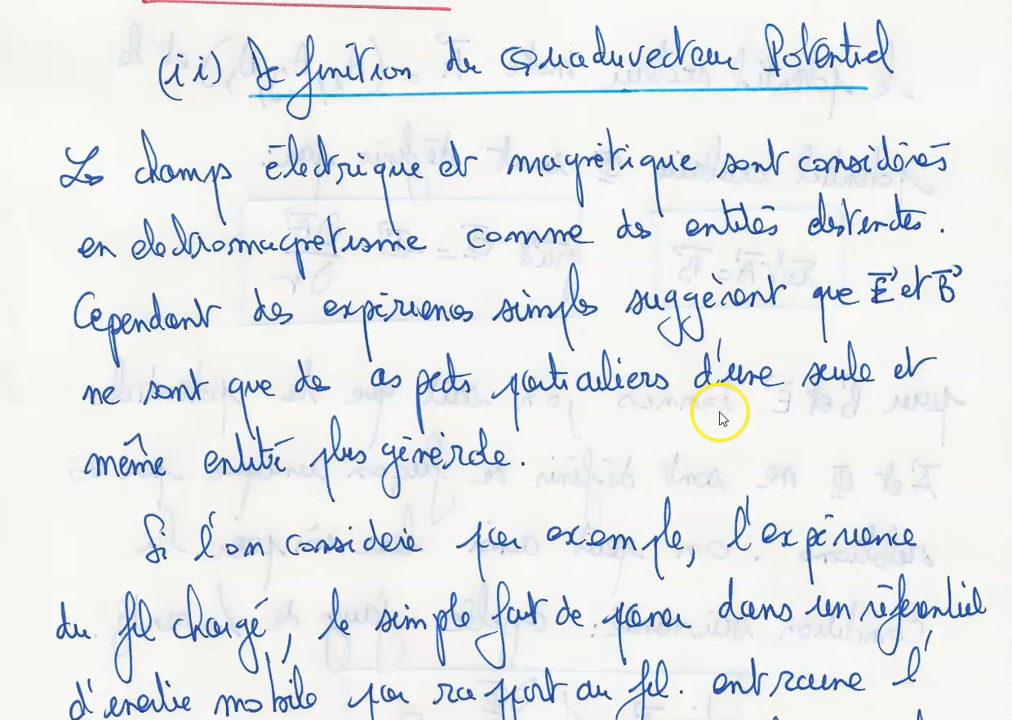 (ii) Définition du Quadrivecteur Potentiel
Les champs électrique et magnétique sont considérés
en electromagnétisme comme des entités distinctes.
Cependant des expériences simples suggèrent que E⃗ et B⃗
ne sont que des aspects particuliers d'une seule et
même entité plus générale.
Si l'on considère par exemple, l'expérience
du fil chargé, le simple fait de passer dans un référentiel
d'inertie mobile par rapport au fil. entraine l'